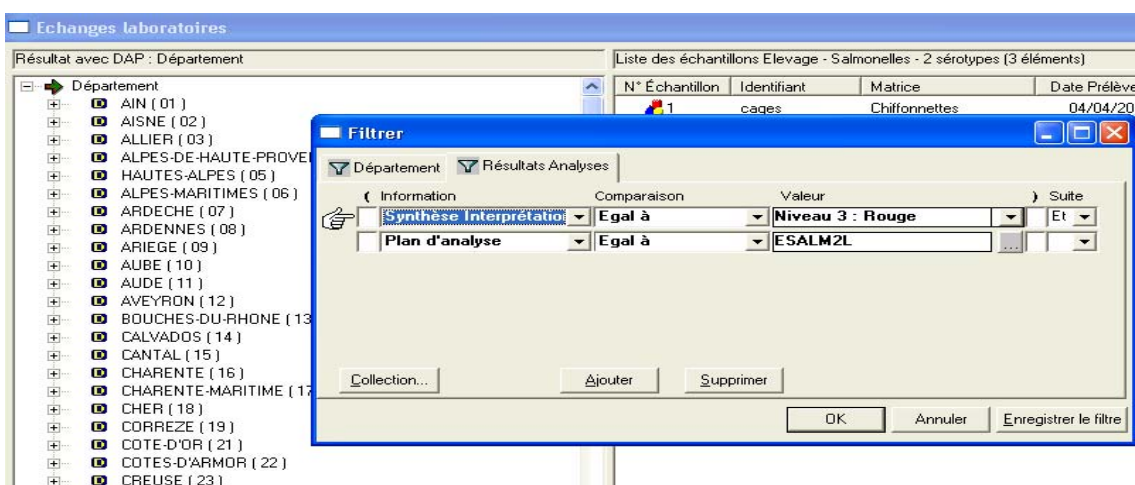 Echanges laboratoires
Résultat avec DAP : Département
Liste des échantillons Elevage - Salmonelles - 2 sérotypes (3 éléments)
Département
AIN ( 01 )
AISNE ( 02 )
ALLIER ( 03 )
ALPES-DE-HAUTE-PROVE
HAUTES-ALPES ( 05 )
ALPES-MARITIMES ( 06 )
ARDECHE ( 07 )
ARDENNES ( 08 )
ARIEGE ( 09 )
AUBE ( 10 )
AUDE ( 11 )
AVEYRON ( 12 )
BOUCHES-DU-RHONE ( 13
CALVADOS ( 14 )
CANTAL ( 15 )
CHARENTE ( 16 )
CHARENTE-MARITIME ( 17
CHER ( 18 )
CORREZE ( 19 )
COTE-D'OR ( 21 )
COTES-D'ARMOR ( 22 )
CREUSE ( 23 )
N° Échantillon Identifiant Matrice Date Prélève
1 cages Chiffonnettes 04/04/20
Filtrer
Département Résultats Analyses
( Information Comparaison Valeur ) Suite
Synthèse Interprétation Egal à Niveau 3 : Rouge Et
Plan d'analyse Egal à ESALM2L ...
Collection... Ajouter Supprimer
OK Annuler Enregistrer le filtre